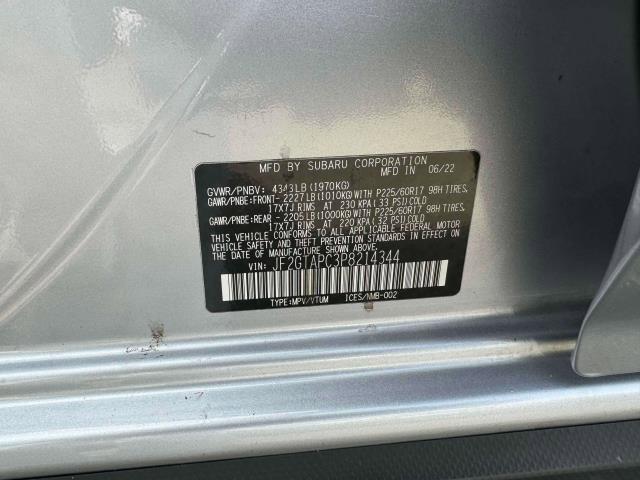 MFD BY SUBARU CORPORATION
MFD IN 06/22
GVWR/PNBV: 4343LB (1970KG)
GAWR/PNBE:FRONT- 2227LB(1010KG)WITH P225/60R17 98H TIRES,
17X7J RIMS AT 230 KPA(33 PSI)COLD
GAWR/PNBE:REAR - 2205LB(1000KG)WITH P225/60R17 98H TIRES,
17X7J RIMS AT 220 KPA(32 PSI)COLD
THIS VEHICLE CONFORMS TO ALL APPLICABLE FEDERAL MOTOR
VEHICLE SAFETY AND BUMPER STANDARDS IN EFFECT ON THE
DATE OF MANUFACTURE SHOWN ABOVE.
VIN: JF2GTAPC3P8214344
TYPE:MPV/VTUM ICES/NMB-002